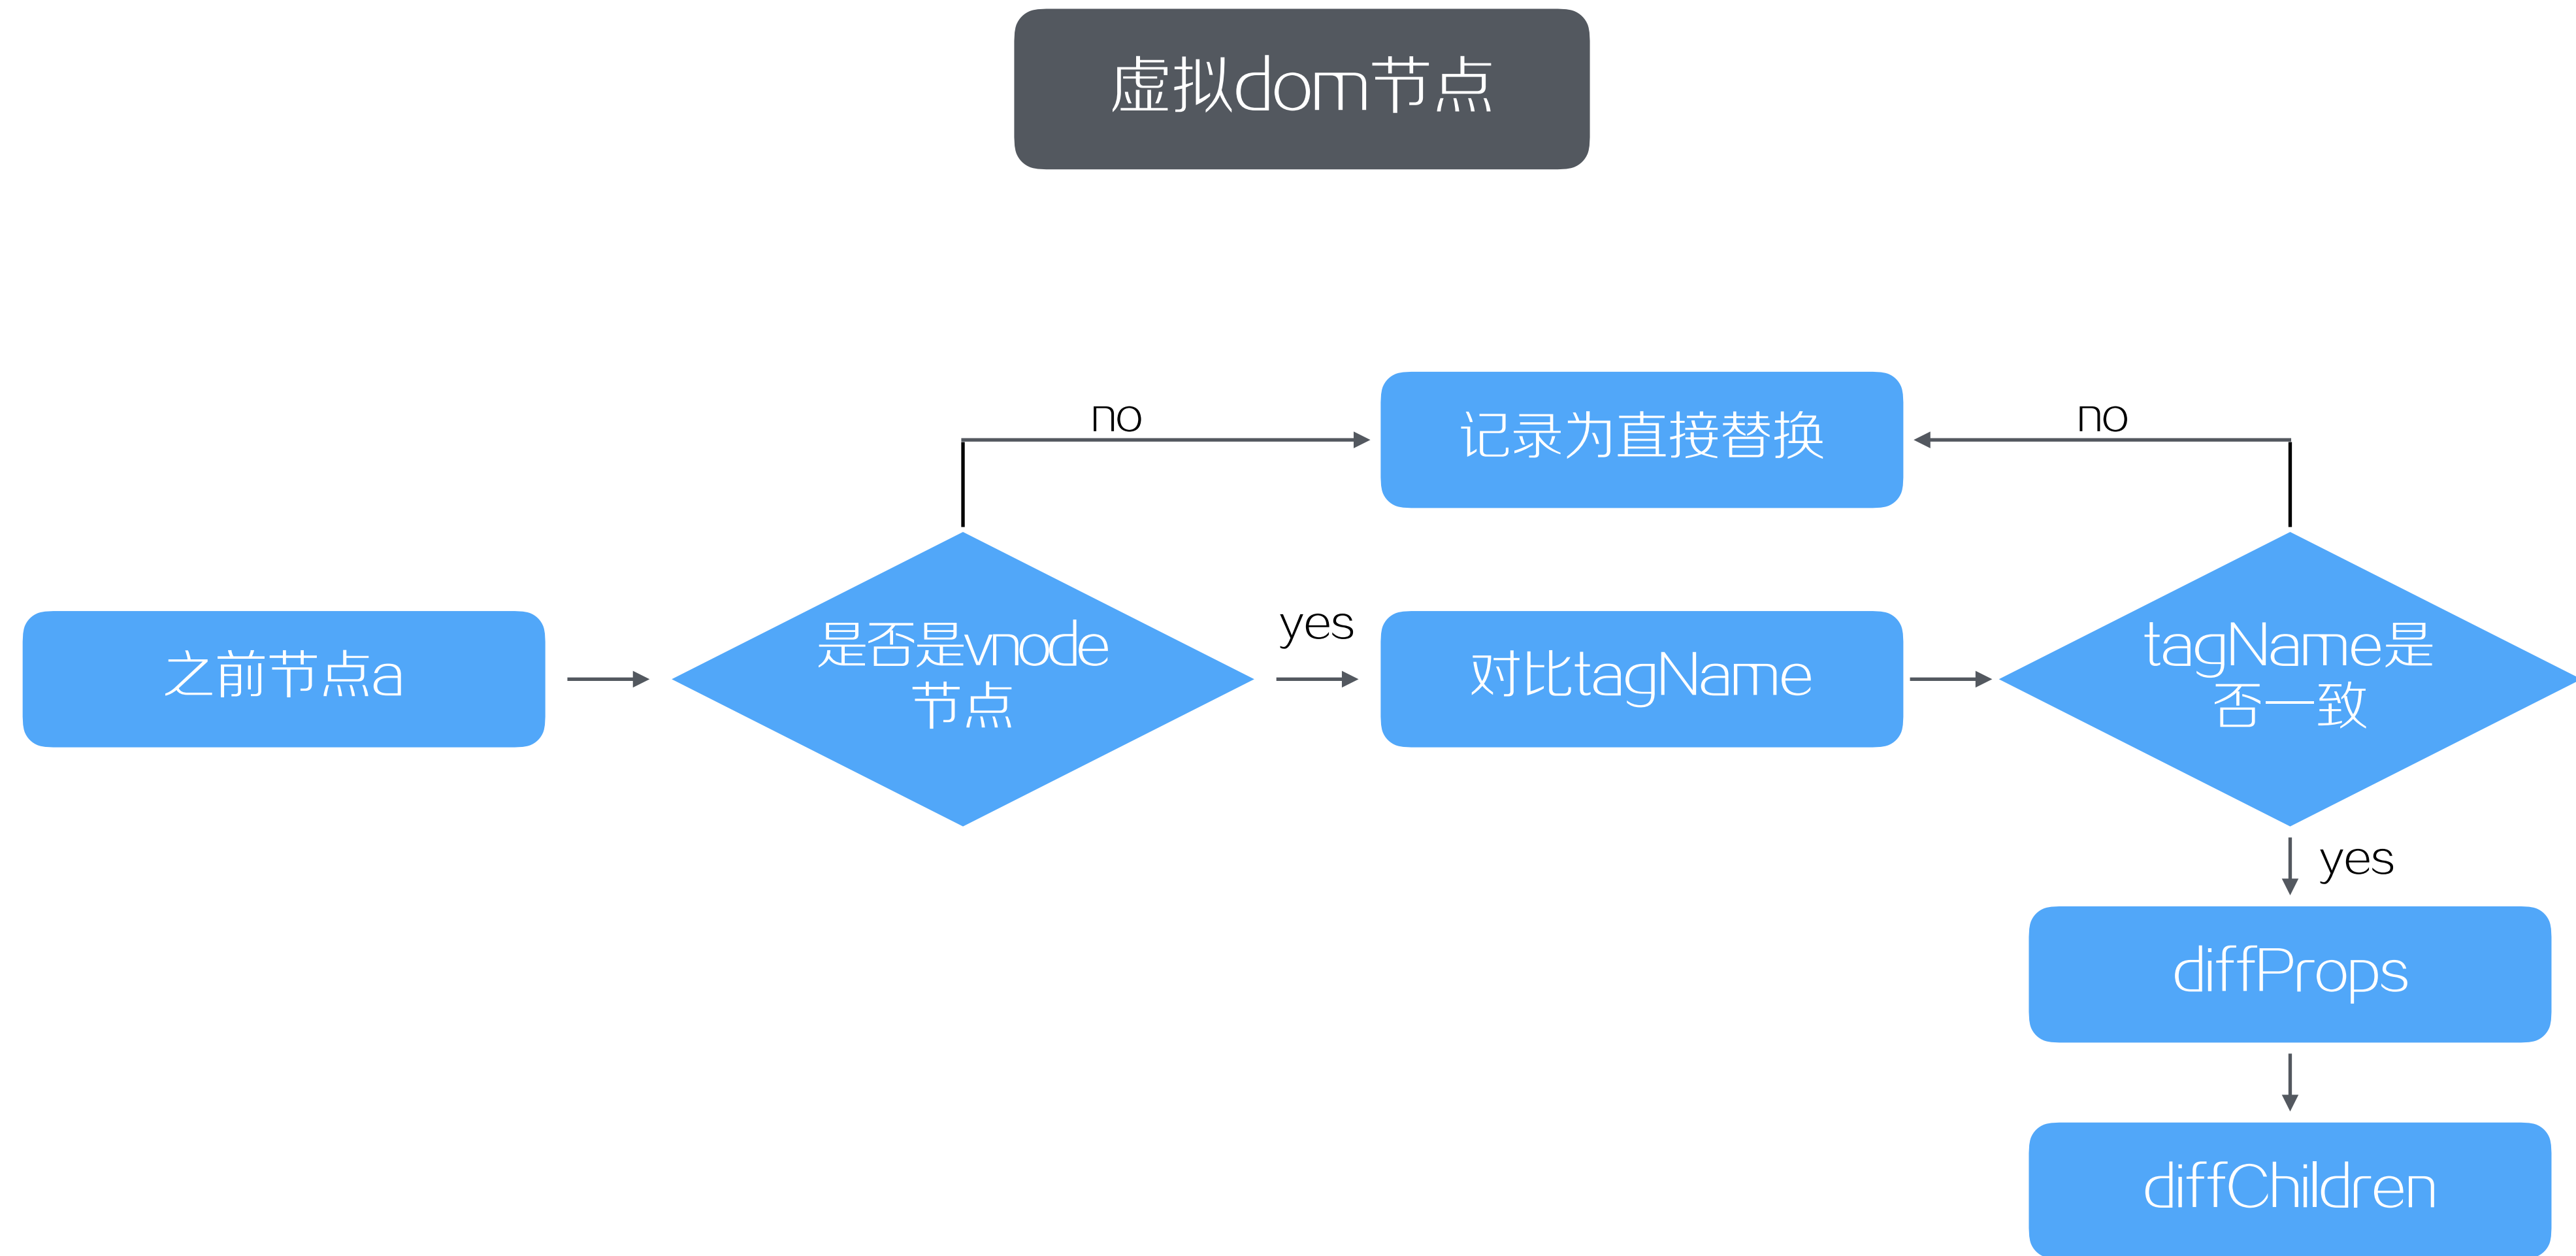 虚拟dom节点
no
记录为直接替换
no
之前节点a
是否是vnode
节点
yes
对比tagName
tagName是
否一致
yes
diffProps
diffChildren